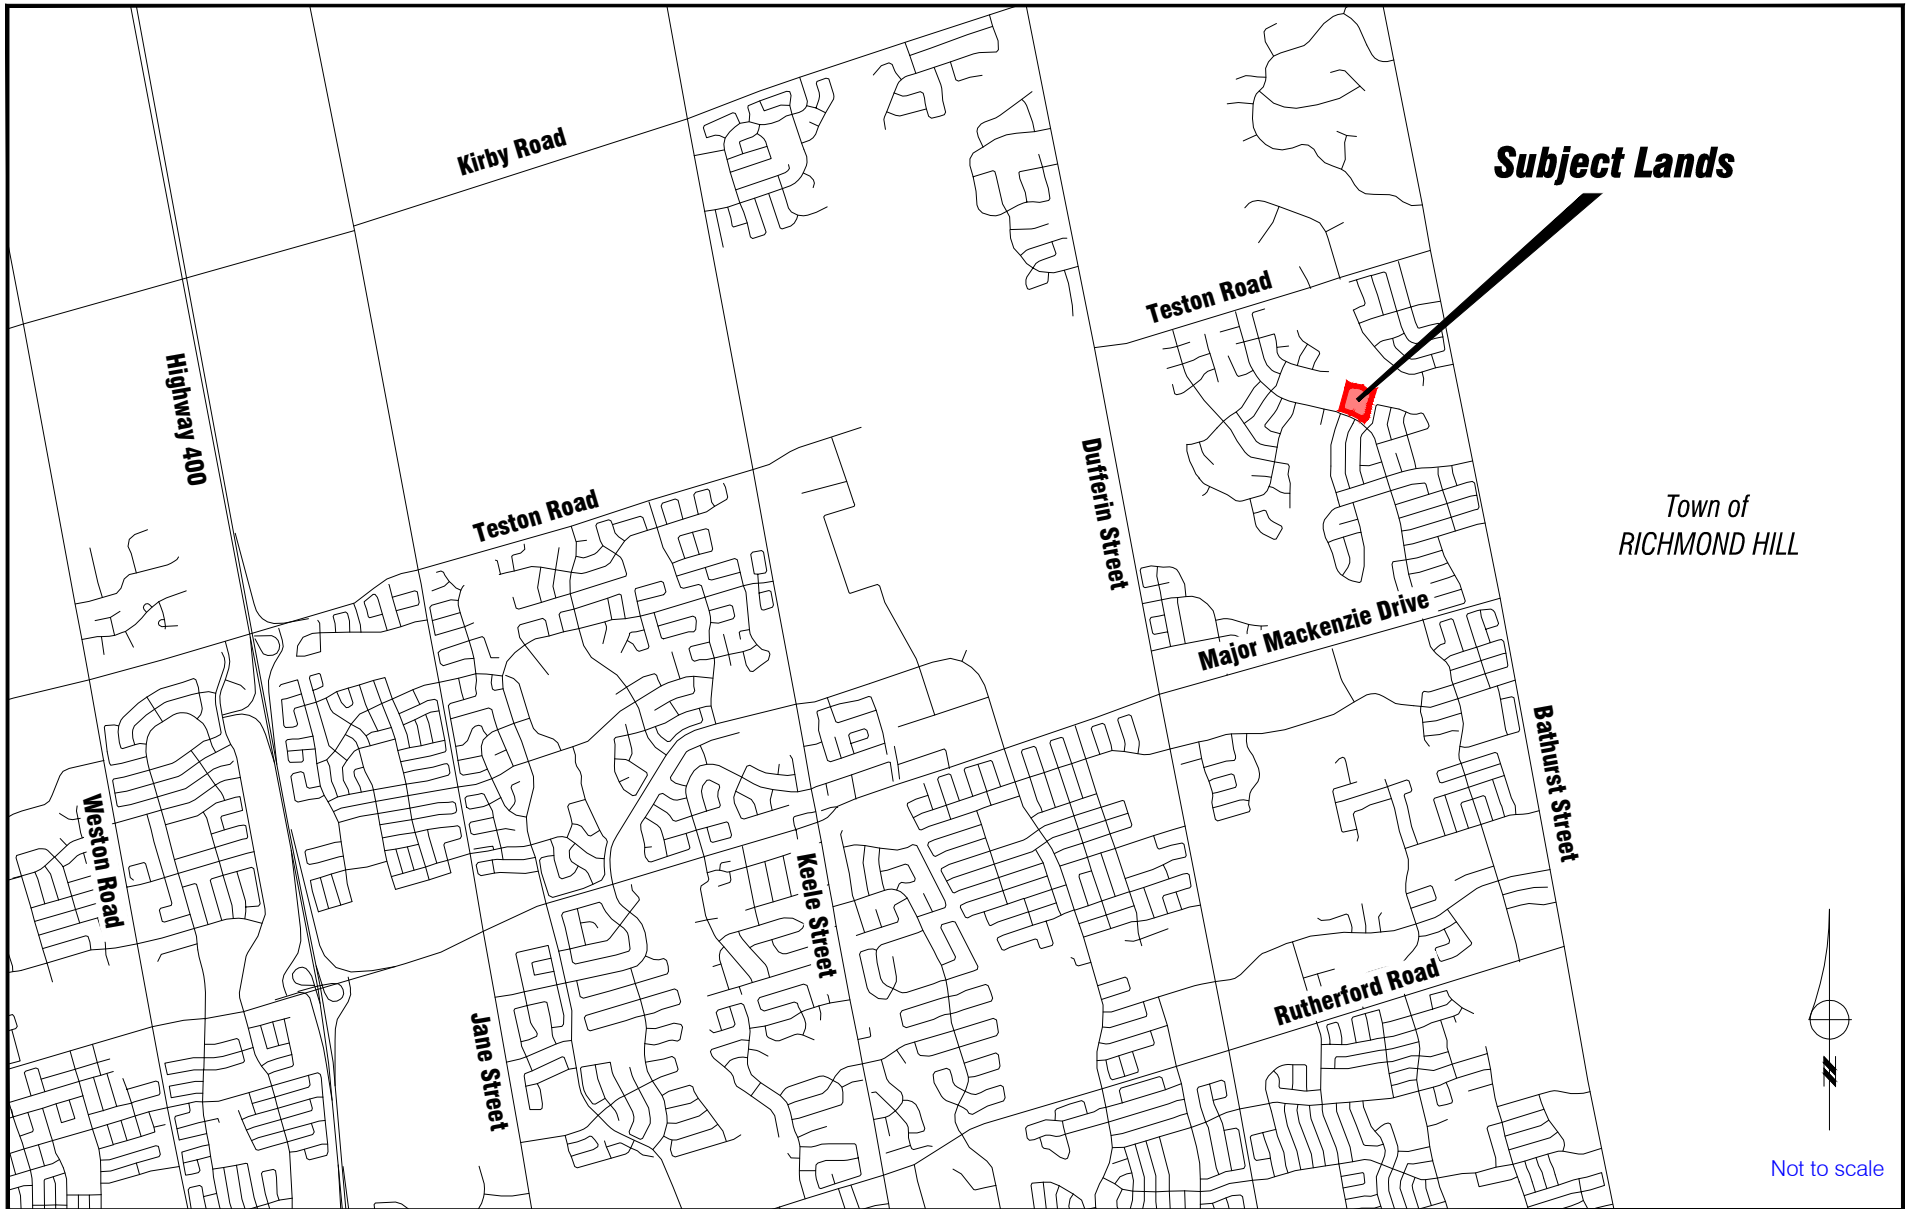 Kirby Road
Subject Lands
Teston Road
Highway 400
Dufferin Street
Teston Road
Town of
RICHMOND HILL
Major Mackenzie Drive
Bathurst Street
Weston Road
Keele Street
Rutherford Road
Jane Street
N
Not to scale